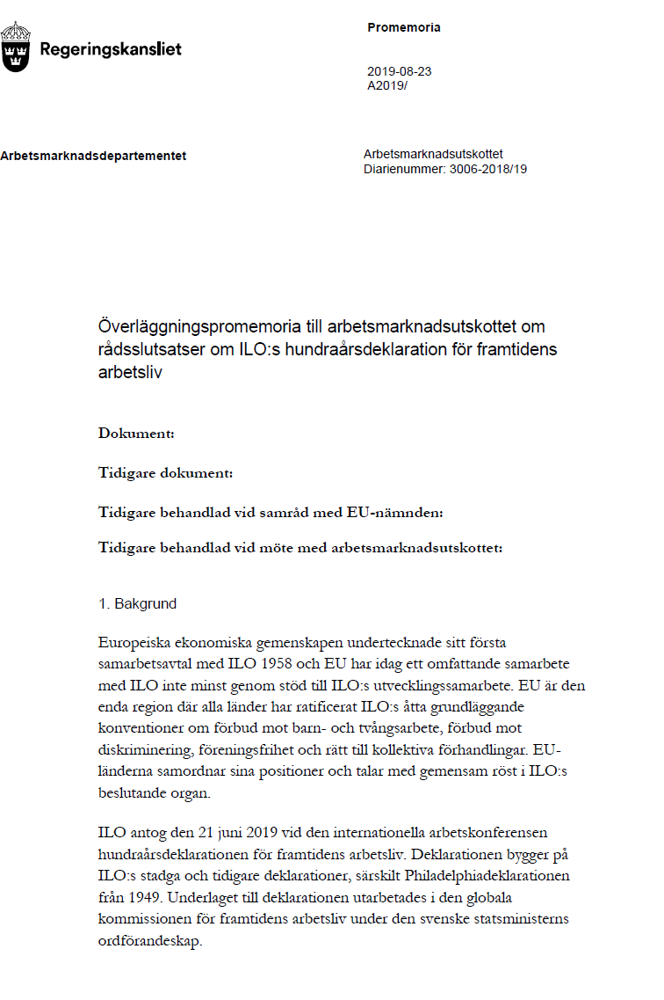 Promemoria
Regeringskansliet
2019-08-23
A2019/
Arbetsmarknadsdepartementet
Arbetsmarknadsutskottet
Diarienummer: 3006-2018/19
Överläggningspromemoria till arbetsmarknadsutskottet om
rådsslutsatser om ILO:s hundraårsdeklaration för framtidens
arbetsliv
Dokument:
Tidigare dokument:
Tidigare behandlad vid samråd med EU-nämnden:
Tidigare behandlad vid möte med arbetsmarknadsutskottet:
1. Bakgrund
Europeiska ekonomiska gemenskapen undertecknade sitt första
samarbetsavtal med ILO 1958 och EU har idag ett omfattande samarbete
med ILO inte minst genom stöd till ILO:s utvecklingssamarbete. EU är den
enda region där alla länder har ratificerat ILO:s åtta grundläggande
konventioner om förbud mot barn- och tvångsarbete, förbud mot
diskriminering, föreningsfrihet och rätt till kollektiva förhandlingar. EU-
länderna samordnar sina positioner och talar med gemensam röst i ILO:s
beslutande organ.
ILO antog den 21 juni 2019 vid den internationella arbetskonferensen
hundraårsdeklarationen för framtidens arbetsliv. Deklarationen bygger på
ILO:s stadga och tidigare deklarationer, särskilt Philadelphiadeklarationen
från 1949. Underlaget till deklarationen utarbetades i den globala
kommissionen för framtidens arbetsliv under den svenske statsministerns
ordförandeskap.